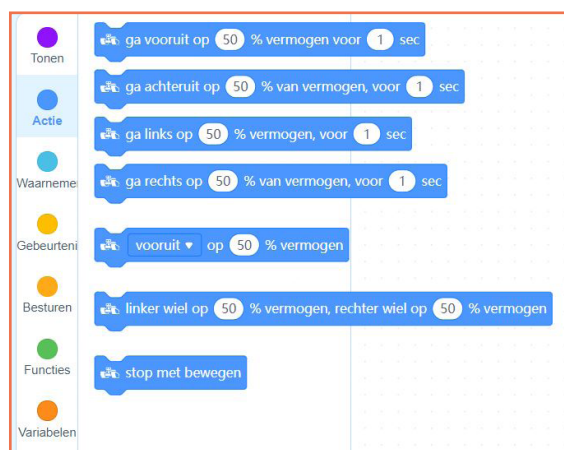 Tonen
Actie
Waarneme
Gebeurteni
Besturen
Functies
Variabelen
ga vooruit op 50 % vermogen voor 1 sec
ga achteruit op 50 % van vermogen, voor 1 sec
ga links op 50 % vermogen, voor 1 sec
ga rechts op 50 % van vermogen, voor 1 sec
vooruit op 50 % vermogen
linker wiel op 50 % vermogen, rechter wiel op 50 % vermogen
stop met bewegen